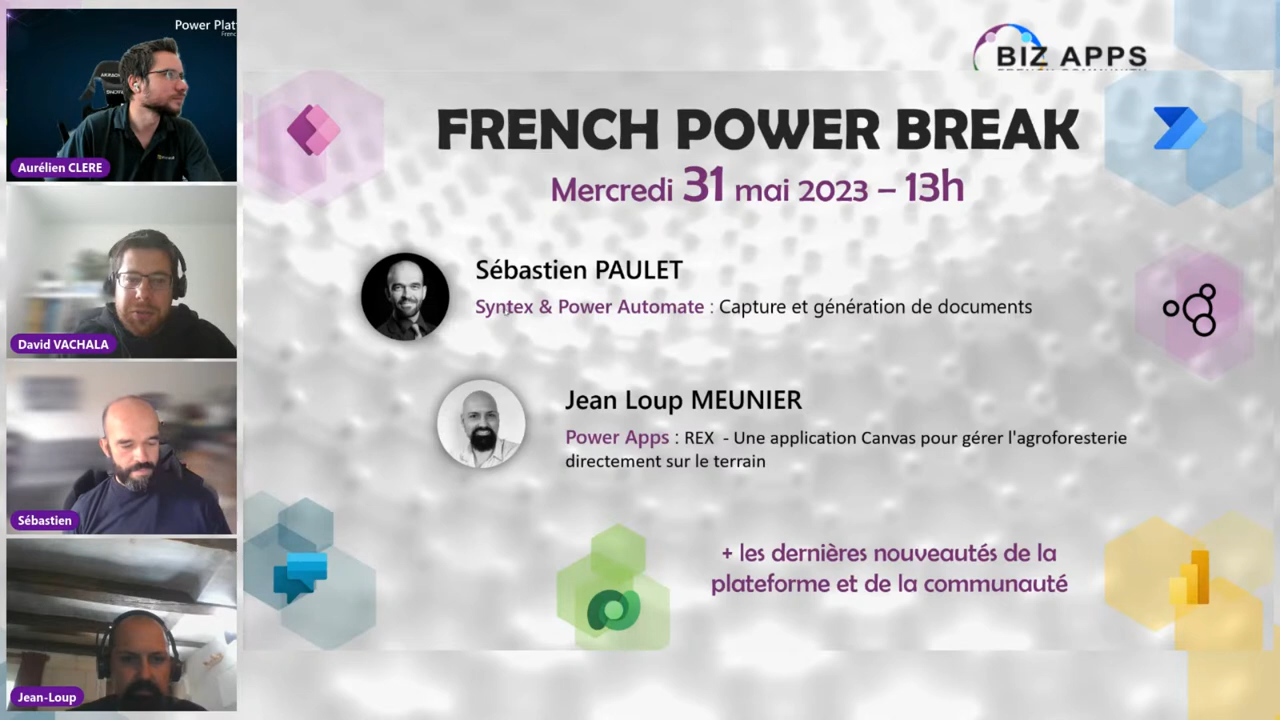 Power Plat
Aurélien CLERE
David VACHALA
Sébastien
Jean-Loup
BIZ APPS
FRENCH POWER BREAK
Mercredi 31 mai 2023 – 13h
Sébastien PAULET
Syntex & Power Automate : Capture et génération de documents
Jean Loup MEUNIER
Power Apps : REX - Une application Canvas pour gérer l'agroforesterie
directement sur le terrain
+ les dernières nouveautés de la
plateforme et de la communauté